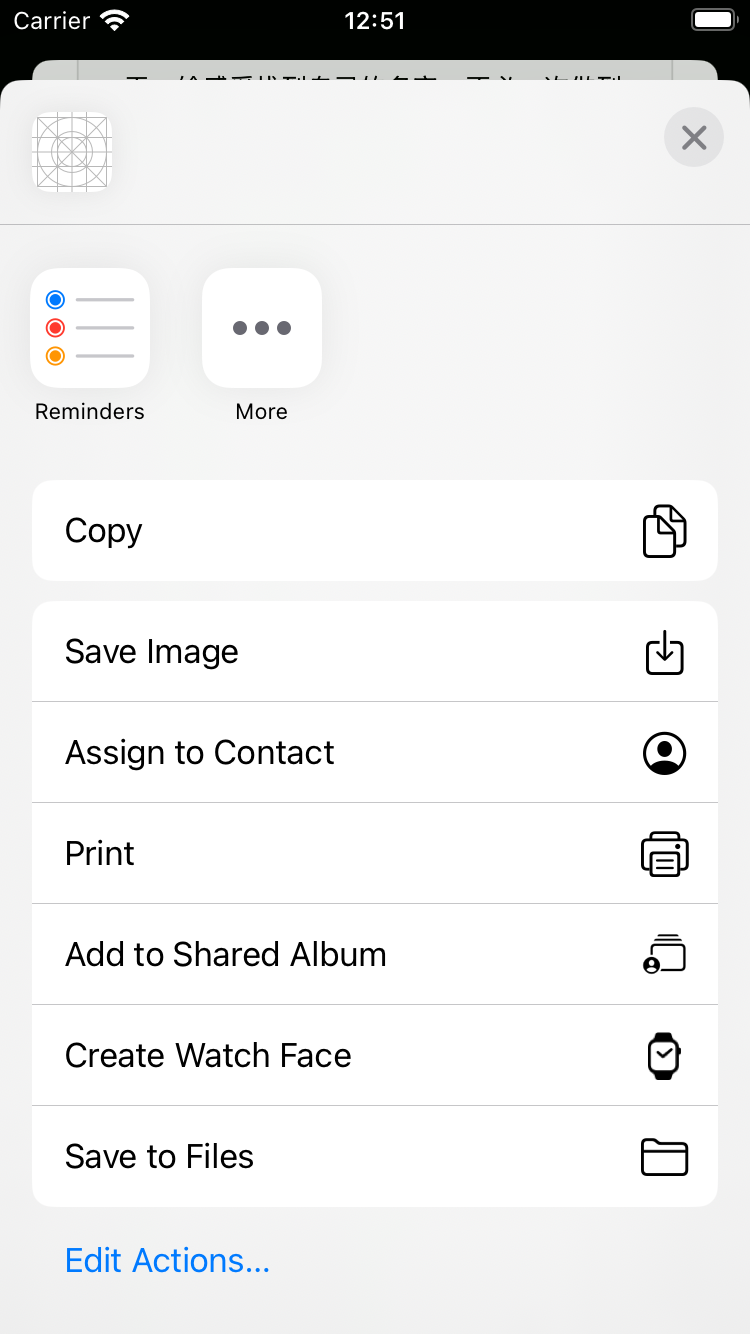 Carrier 12:51
Reminders
More
Copy
Save Image
Assign to Contact
Print
Add to Shared Album
Create Watch Face
Save to Files
Edit Actions...